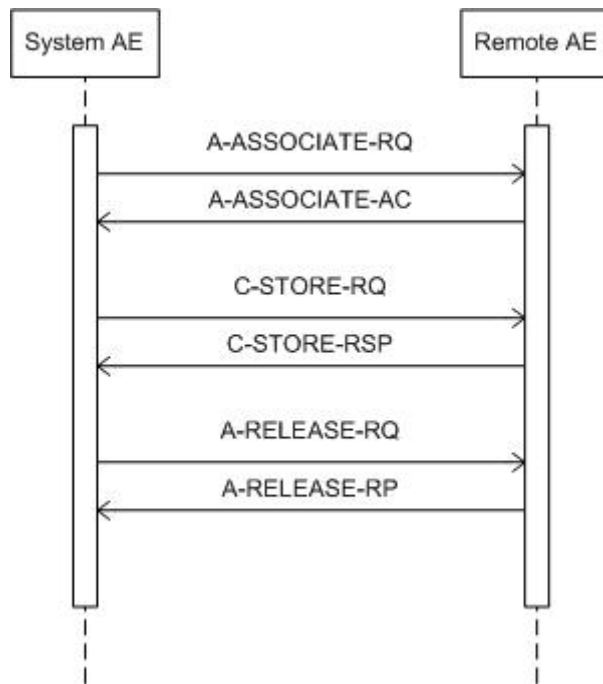 System AE
Remote AE
A-ASSOCIATE-RQ
A-ASSOCIATE-AC
C-STORE-RQ
C-STORE-RSP
A-RELEASE-RQ
A-RELEASE-RP